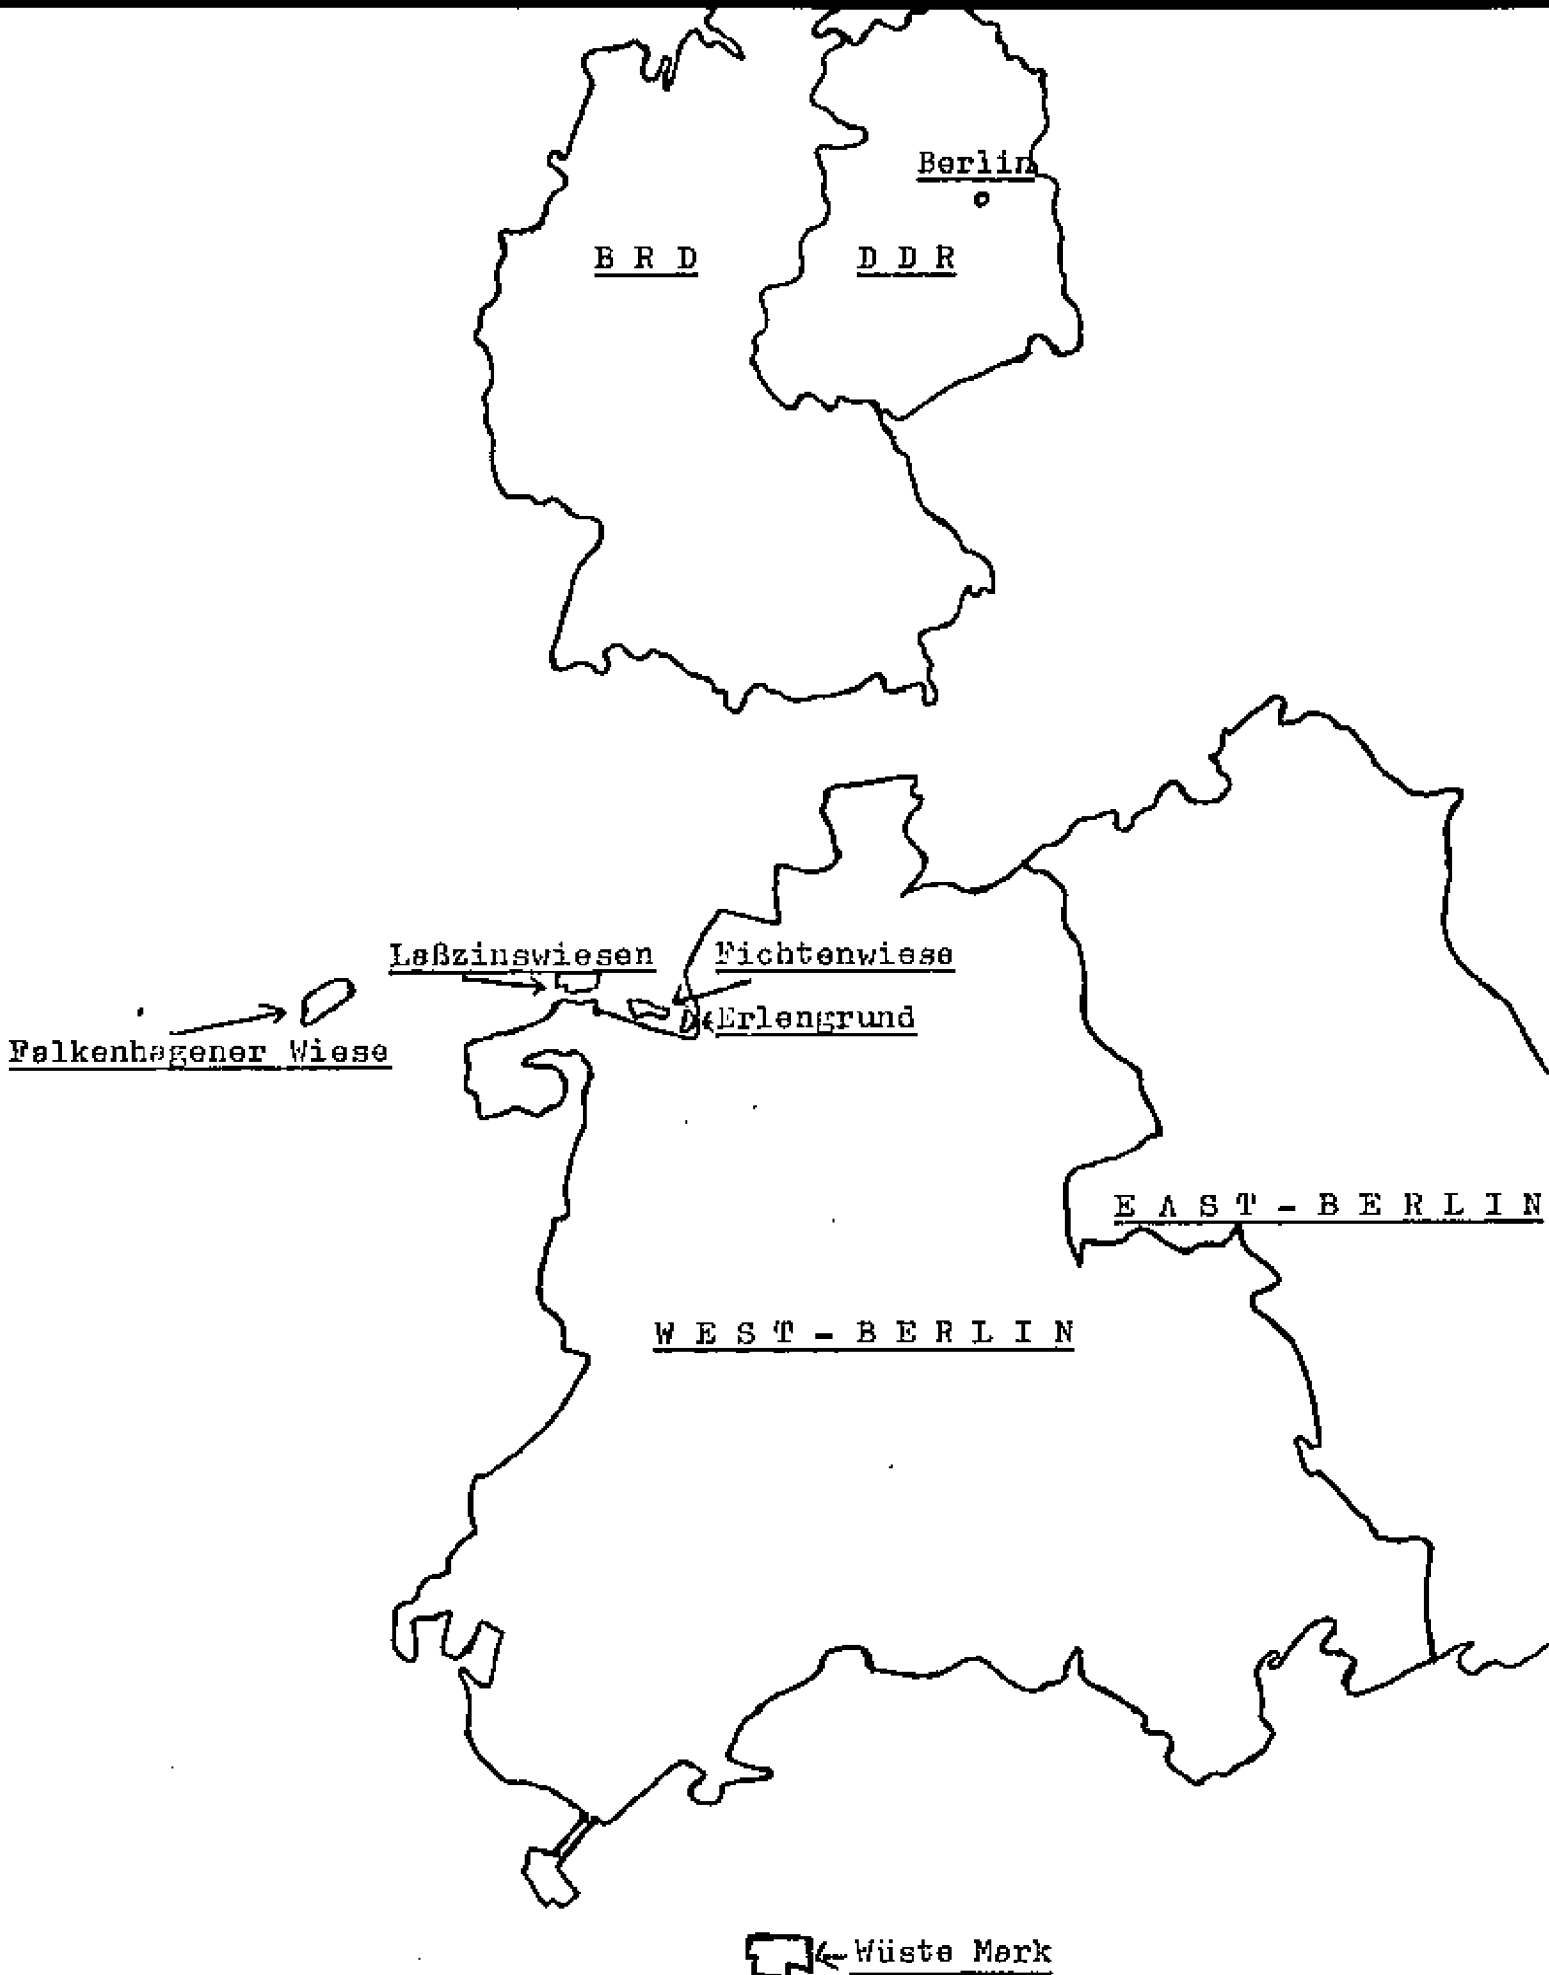 Berlin
B R D
D D R
Laßzinswiesen
Fichtenwiese
Erlengrund
Falkenhagener Wiese
E A S T - B E R L I N
W E S T - B E R L I N
Wüste Mark